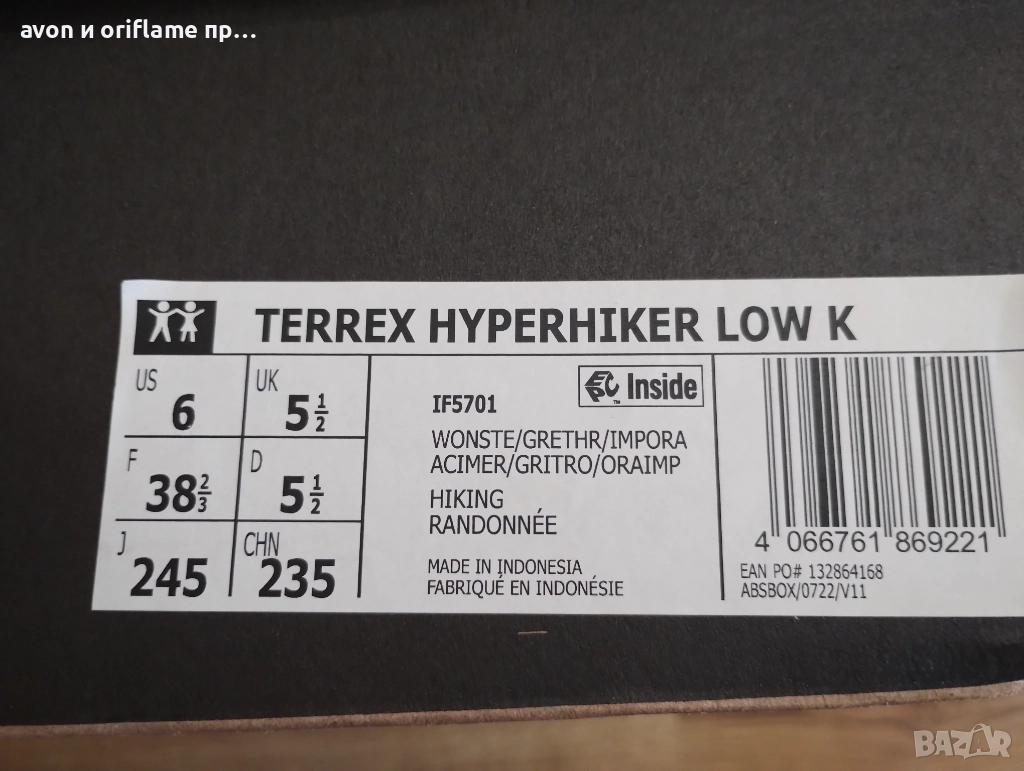 avon и oriflame пр...
TERREX HYPERHIKER LOW K
US 6
UK 5 1/2
F 38 2/3
D 5 1/2
J 245
CHN 235
EPC™ Inside
IF5701
WONSTE/GRETHR/IMPORA
ACIMER/GRITRO/ORAIMP
HIKING
RANDONNÉE
MADE IN INDONESIA
FABRIQUÉ EN INDONÉSIE
4 066761 869221
EAN PO# 132864168
ABSBOX/0722/V11
BAZAR